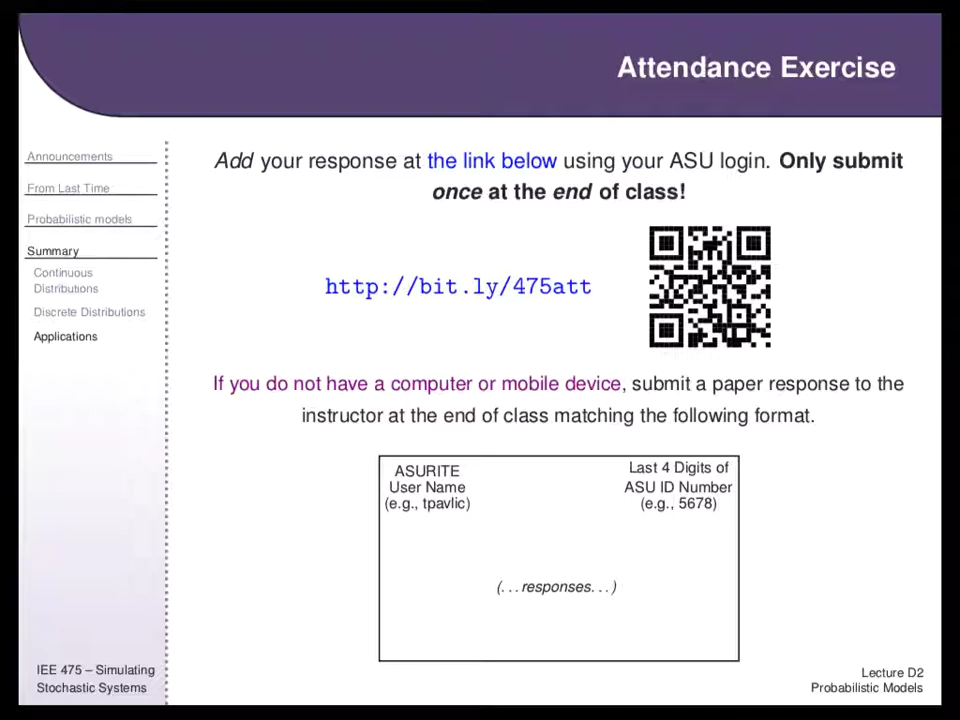 Attendance Exercise
Announcements
From Last Time
Probabilistic models
Summary
Continuous
Distributions
Discrete Distributions
Applications
Add your response at the link below using your ASU login. Only submit
once at the end of class!
http://bit.ly/475att
If you do not have a computer or mobile device, submit a paper response to the
instructor at the end of class matching the following format.
ASURITE
User Name
(e.g., tpavlic)
Last 4 Digits of
ASU ID Number
(e.g., 5678)
(...responses...)
IEE 475 – Simulating
Stochastic Systems
Lecture D2
Probabilistic Models